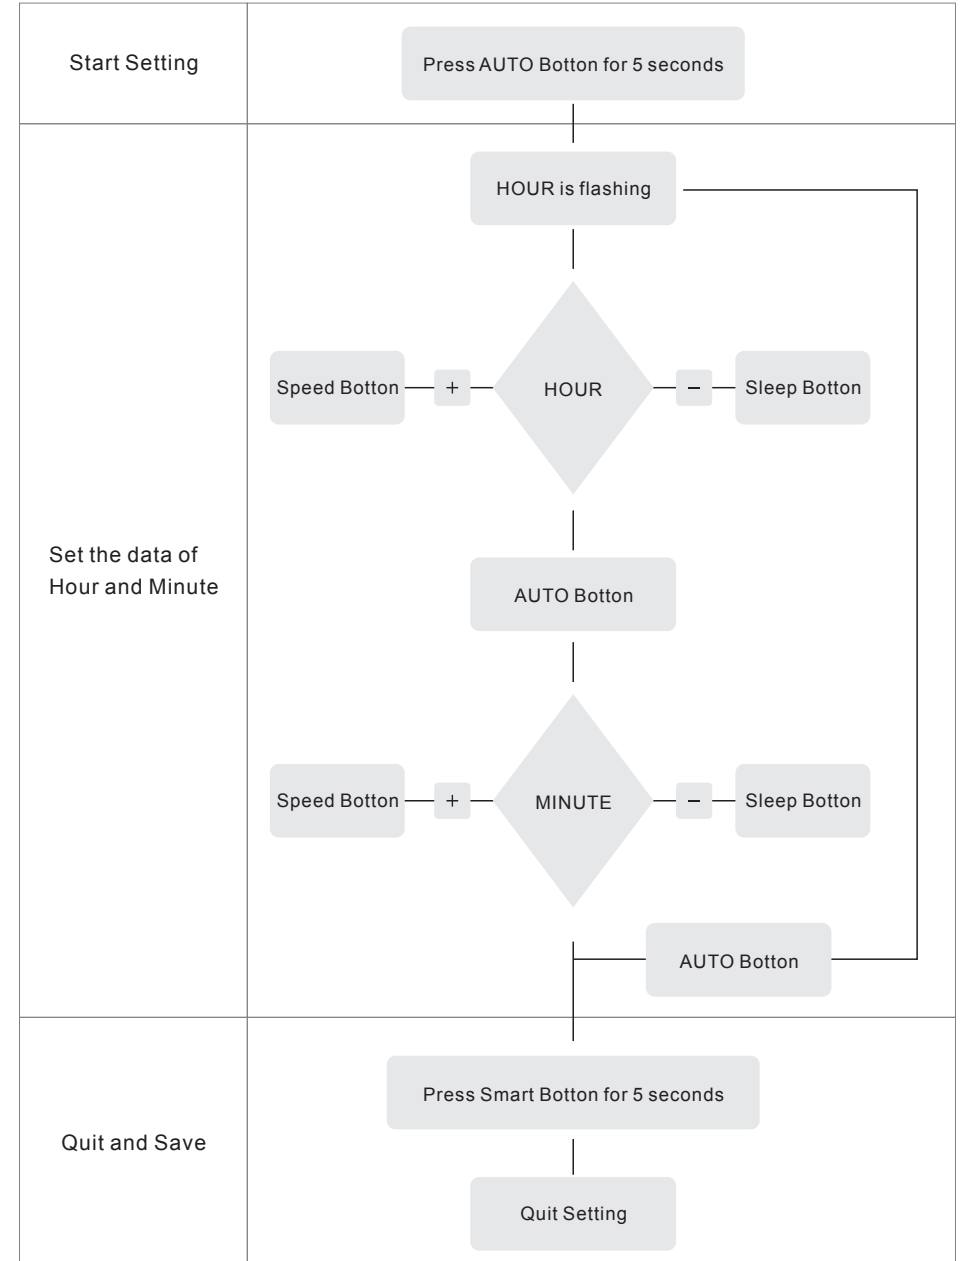 Start Setting
Press AUTO Botton for 5 seconds
HOUR is flashing
Speed Botton
+
HOUR
−
Sleep Botton
Set the data of
Hour and Minute
AUTO Botton
Speed Botton
+
MINUTE
−
Sleep Botton
AUTO Botton
Press Smart Botton for 5 seconds
Quit and Save
Quit Setting